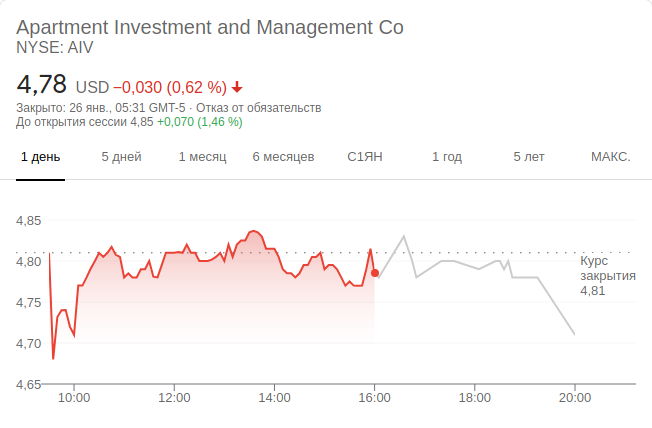 Apartment Investment and Management Co
NYSE: AIV
4,78 USD −0,030 (0,62 %)
Закрыто: 26 янв., 05:31 GMT-5 · Отказ от обязательств
До открытия сессии 4,85 +0,070 (1,46 %)
1 день 5 дней 1 месяц 6 месяцев С1ЯН 1 год 5 лет МАКС.
4,85
4,80
Курс
закрытия
4,81
4,75
4,70
4,65
10:00 12:00 14:00 16:00 18:00 20:00